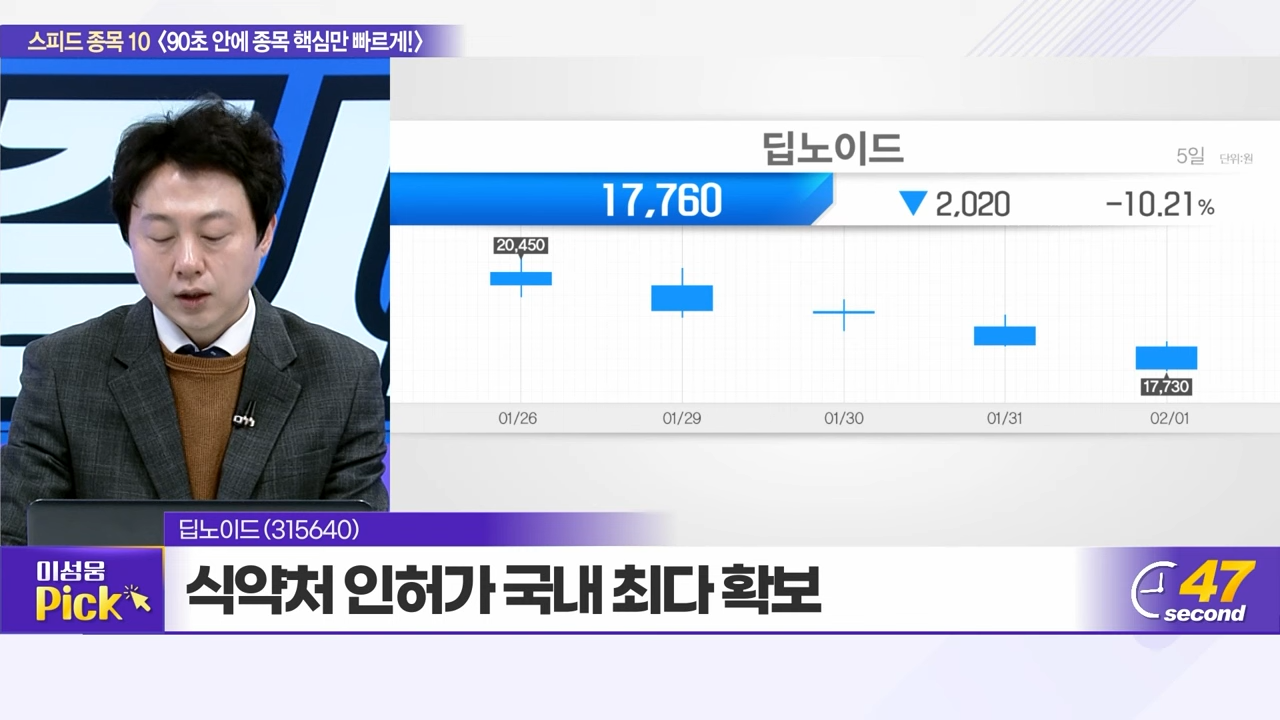 스피드 종목 10 〈90초 안에 종목 핵심만 빠르게!〉
딥노이드
5일 단위:원
17,760 ▼ 2,020 -10.21%
20,450
17,730
01/26 01/29 01/30 01/31 02/01
딥노이드 (315640)
이성웅
Pick
식약처 인허가 국내 최다 확보
47
second